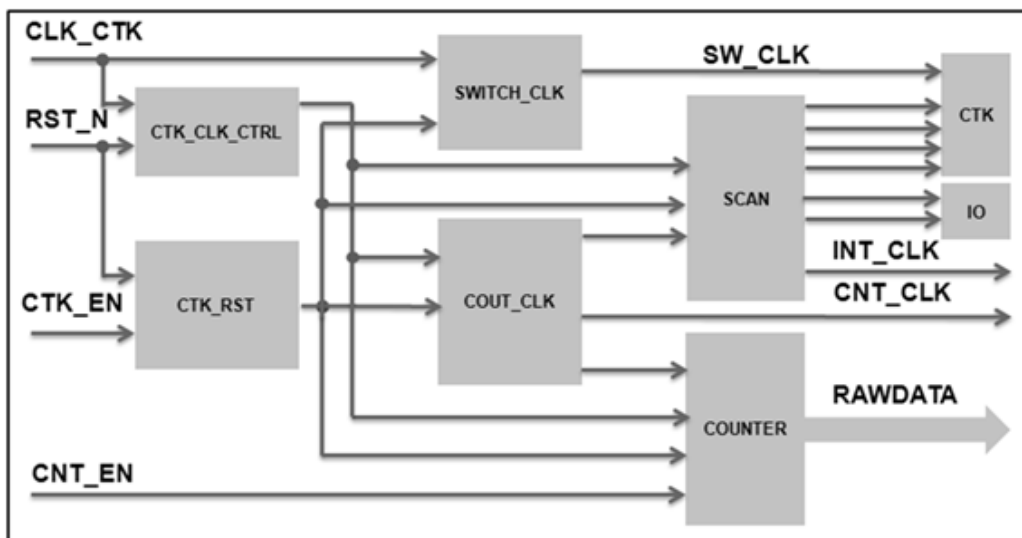 CLK_CTK
SW_CLK
SWITCH_CLK
CTK
RST_N
CTK_CLK_CTRL
SCAN
IO
INT_CLK
CTK_EN
CTK_RST
COUT_CLK
CNT_CLK
RAWDATA
COUNTER
CNT_EN